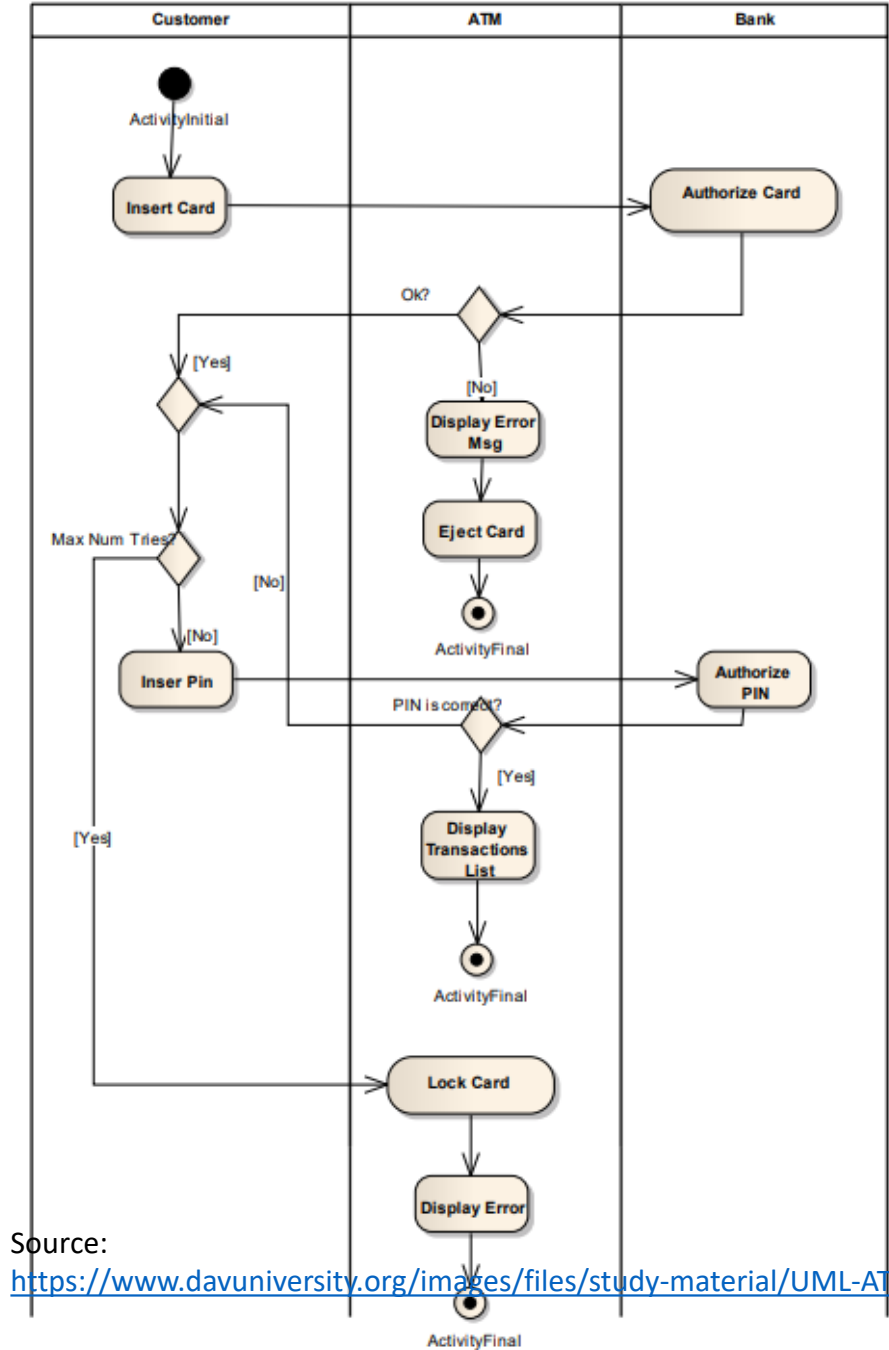 Customer
ATM
Bank
ActivityInitial
Insert Card
Authorize Card
Ok?
[Yes]
[No]
Display Error
Msg
Eject Card
Max Num Tries?
[No]
[No]
ActivityFinal
Inser Pin
Authorize
PIN
PIN is correct?
[Yes]
Display
Transactions
List
[Yes]
ActivityFinal
Lock Card
Display Error
Source:
https://www.davuniversity.org/images/files/study-material/UML-AT
ActivityFinal